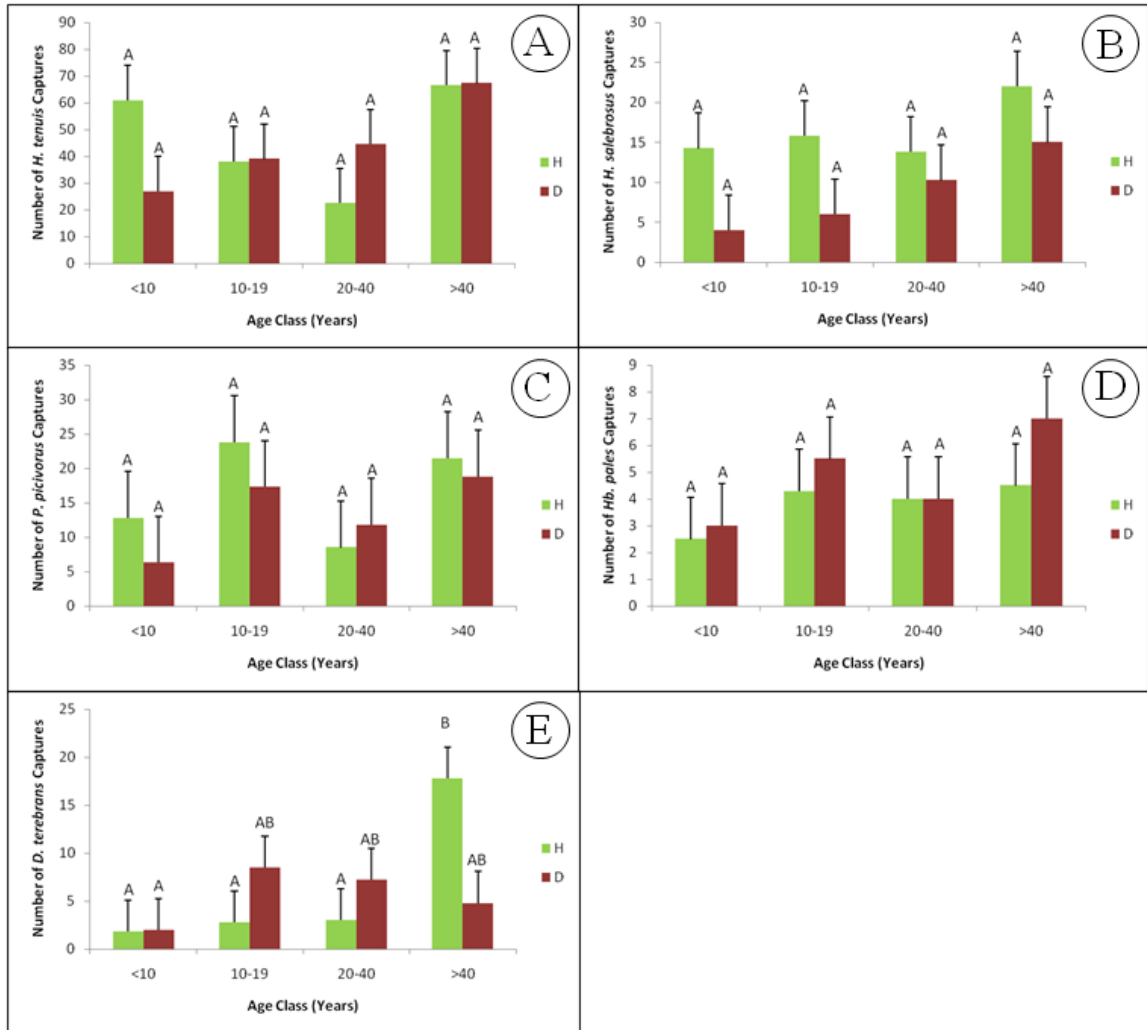 A
Number of H. tenuis Captures
90
80
70
60
50
40
30
20
10
0
A
A
A
A
A
A
A
A
<10
10-19
20-40
>40
Age Class (Years)
H
D
B
Number of H. salebrosus Captures
30
25
20
15
10
5
0
A
A
A
A
A
A
A
A
<10
10-19
20-40
>40
Age Class (Years)
H
D
C
Number of P. picivorus Captures
35
30
25
20
15
10
5
0
A
A
A
A
A
A
A
A
<10
10-19
20-40
>40
Age Class (Years)
H
D
D
Number of Hb. pales Captures
9
8
7
6
5
4
3
2
1
0
A
A
A
A
A
A
A
A
<10
10-19
20-40
>40
Age Class (Years)
H
D
E
Number of D. terebrans Captures
25
20
15
10
5
0
A
A
A
AB
A
AB
B
AB
<10
10-19
20-40
>40
Age Class (Years)
H
D